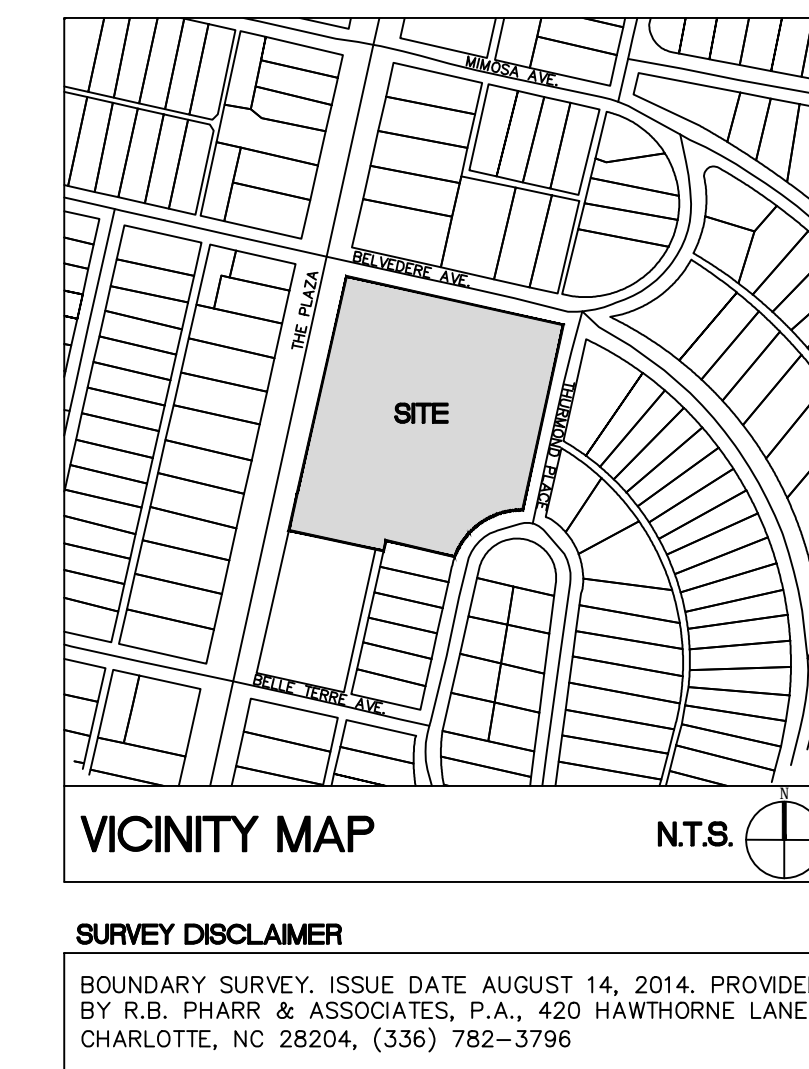 MIMOSA AVE.
BELVEDERE AVE.
THE PLAZA
SITE
THURMOND PLACE
BELLE TERRE AVE.
N
VICINITY MAP
N.T.S.
SURVEY DISCLAIMER
BOUNDARY SURVEY. ISSUE DATE AUGUST 14, 2014. PROVIDE
BY R.B. PHARR & ASSOCIATES, P.A., 420 HAWTHORNE LANE
CHARLOTTE, NC 28204, (336) 782-3796